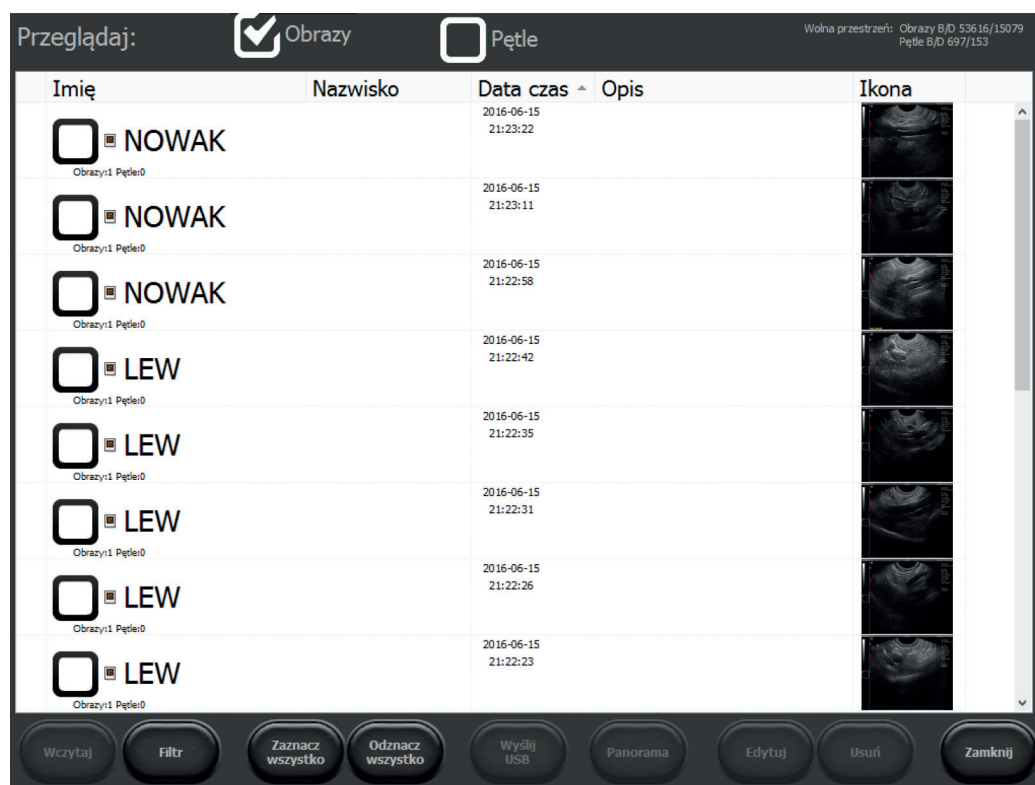 Przeglądaj:
Obrazy
Pętle
Wolna przestrzeń: Obrazy B/D 53616/15079
Pętle B/D 697/153
Imię Nazwisko Data czas Opis Ikona
NOWAK
2016-06-15
21:23:22
Obrazy:1 Pętle:0
NOWAK
2016-06-15
21:23:11
Obrazy:1 Pętle:0
NOWAK
2016-06-15
21:22:58
Obrazy:1 Pętle:0
LEW
2016-06-15
21:22:42
Obrazy:1 Pętle:0
LEW
2016-06-15
21:22:35
Obrazy:1 Pętle:0
LEW
2016-06-15
21:22:31
Obrazy:1 Pętle:0
LEW
2016-06-15
21:22:26
Obrazy:1 Pętle:0
LEW
2016-06-15
21:22:23
Obrazy:1 Pętle:0
Wczytaj
Filtr
Zaznacz
wszystko
Odznacz
wszystko
Wyślij
USB
Panorama
Edytuj
Usuń
Zamknij